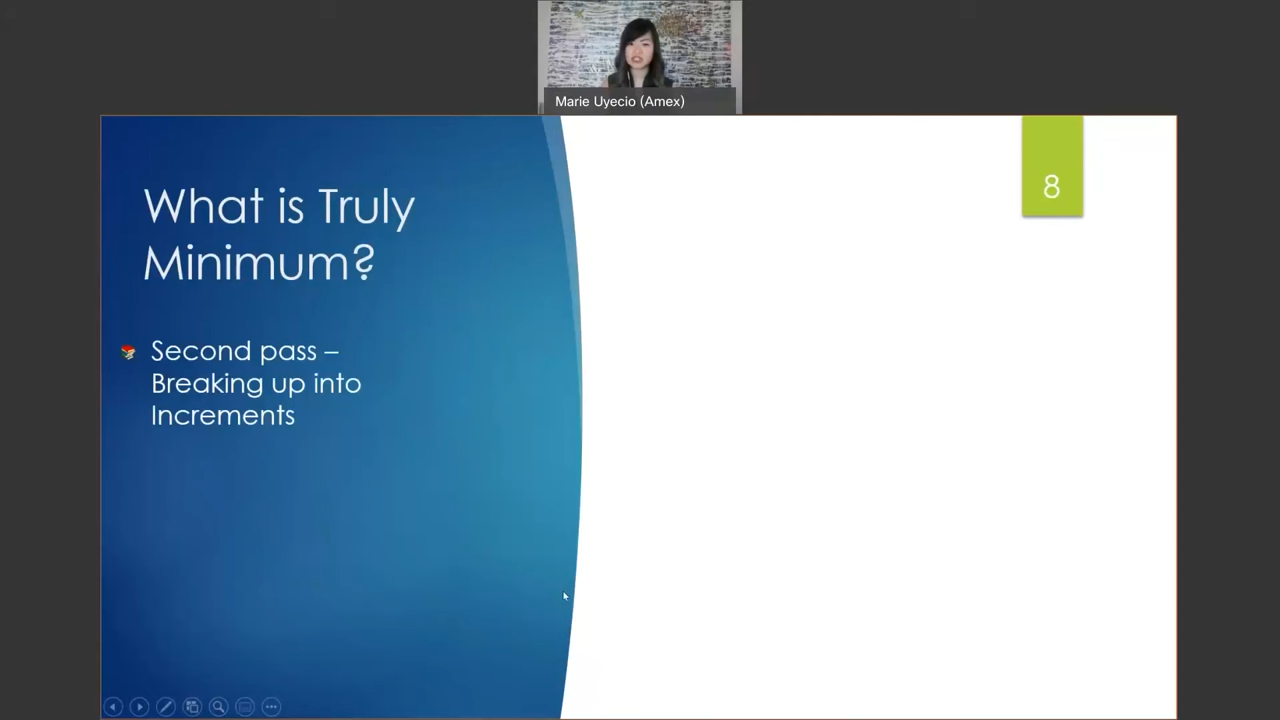 Marie Uyecio (Amex)
8
What is Truly
Minimum?
Second pass –
Breaking up into
Increments